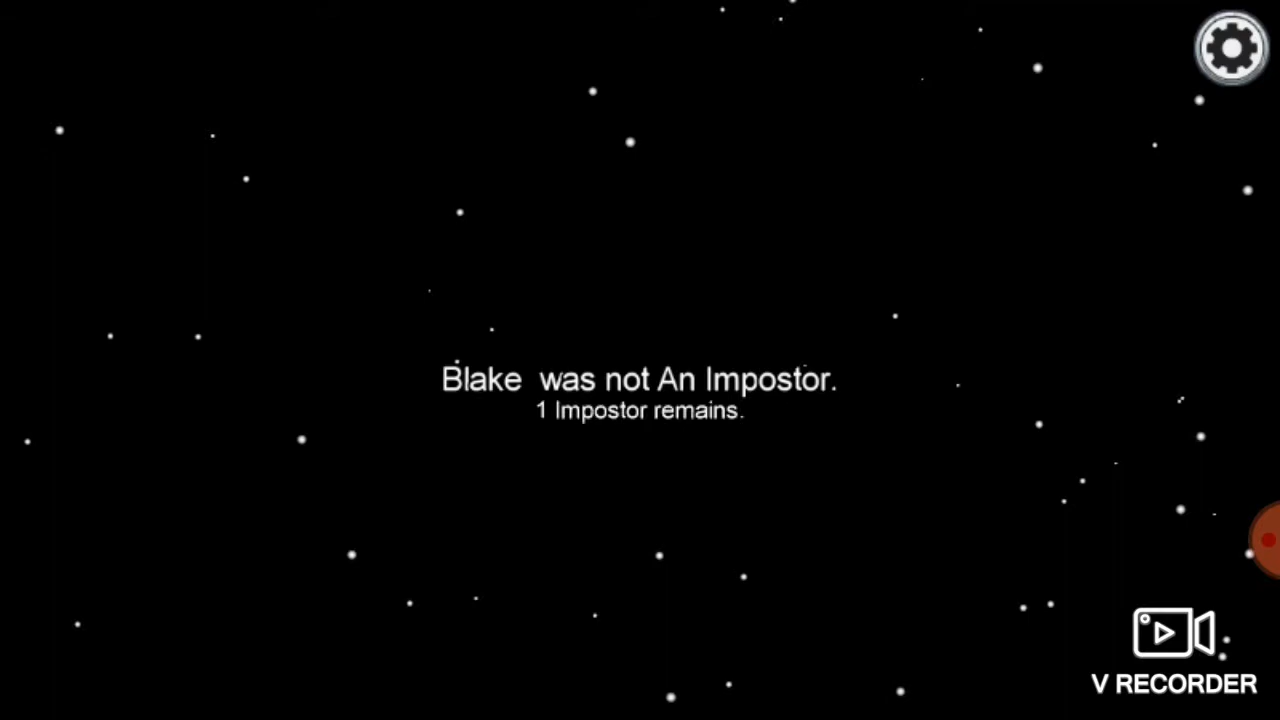 Blake  was not An Impostor.
1 Impostor remains.
V RECORDER